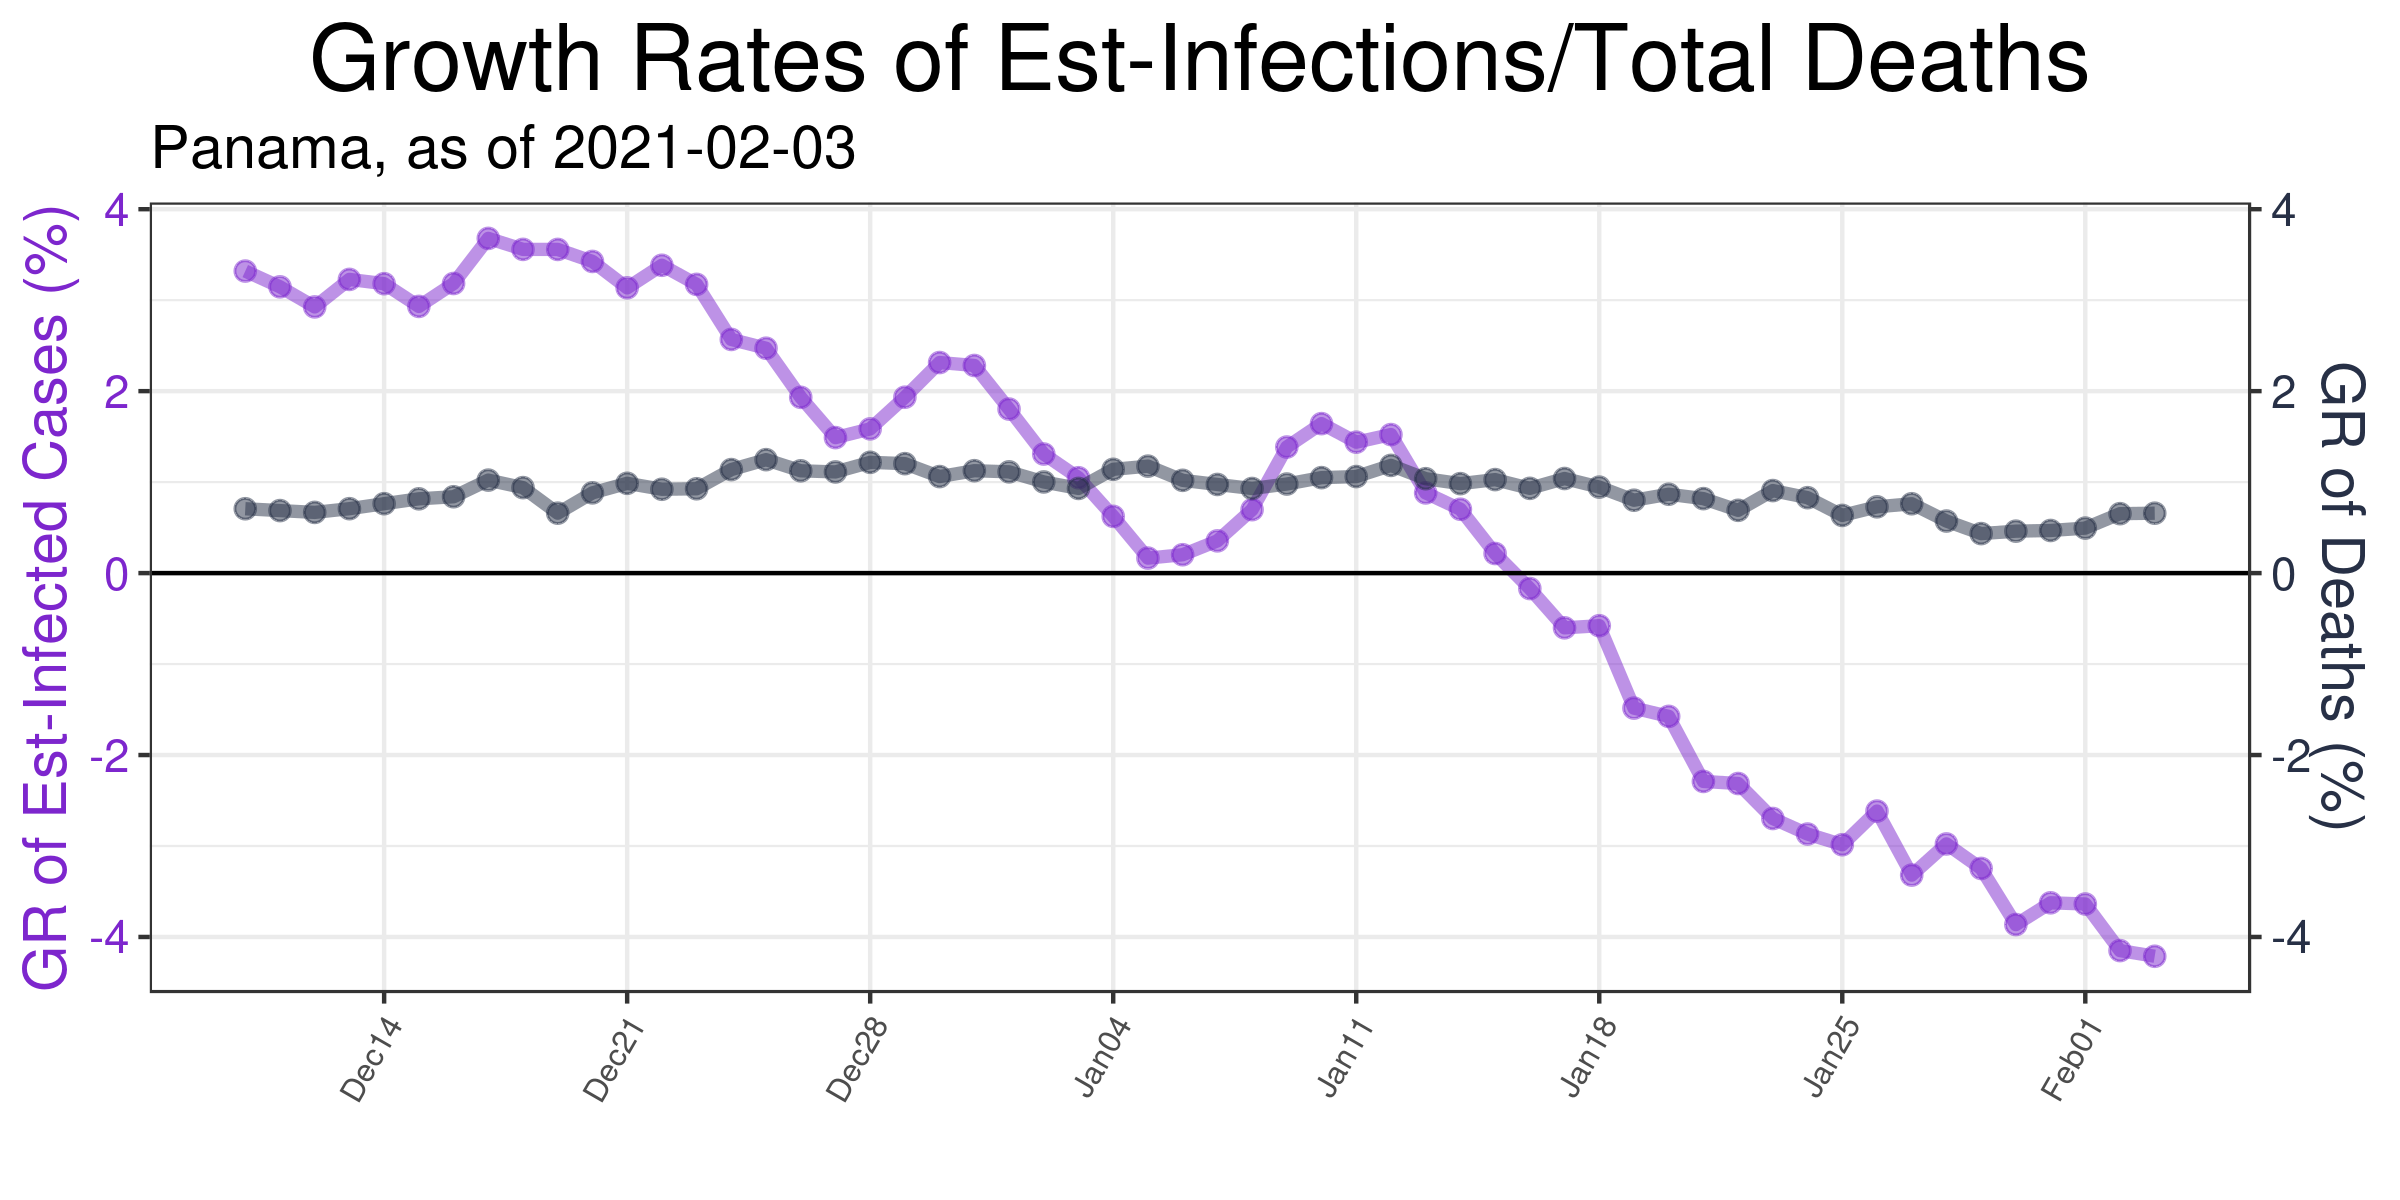 Growth Rates of Est-Infections/Total Deaths
Panama, as of 2021-02-03
GR of Est-Infected Cases (%)
4
2
0
-2
-4
4
2
0
-2
-4
GR of Deaths (%)
Dec14
Dec21
Dec28
Jan04
Jan11
Jan18
Jan25
Feb01